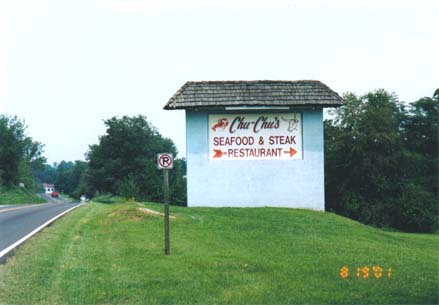 Chu-Chu's
SEAFOOD & STEAK
RESTAURANT
R
8 19 01